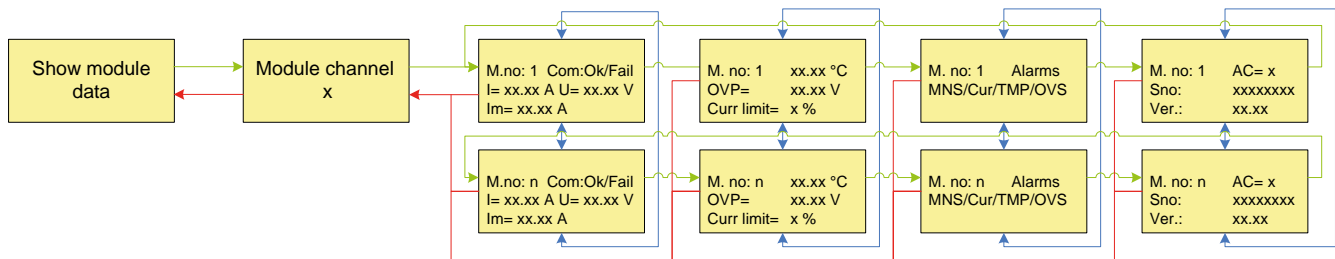 Show module
data
Module channel
x
M.no: 1 Com:Ok/Fail
I= xx.xx A U= xx.xx V
Im= xx.xx A
M. no: 1 xx.xx °C
OVP= xx.xx V
Curr limit= x %
M. no: 1 Alarms
MNS/Cur/TMP/OVS
M. no: 1 AC= x
Sno: xxxxxxxx
Ver.: xx.xx
M.no: n Com:Ok/Fail
I= xx.xx A U= xx.xx V
Im= xx.xx A
M. no: n xx.xx °C
OVP= xx.xx V
Curr limit= x %
M. no: n Alarms
MNS/Cur/TMP/OVS
M. no: n AC= x
Sno: xxxxxxxx
Ver.: xx.xx